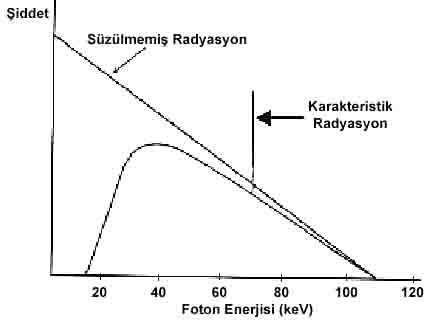 Şiddet
Süzülmemiş Radyasyon
Karakteristik
Radyasyon
20 40 60 80 100 120
Foton Enerjisi (keV)